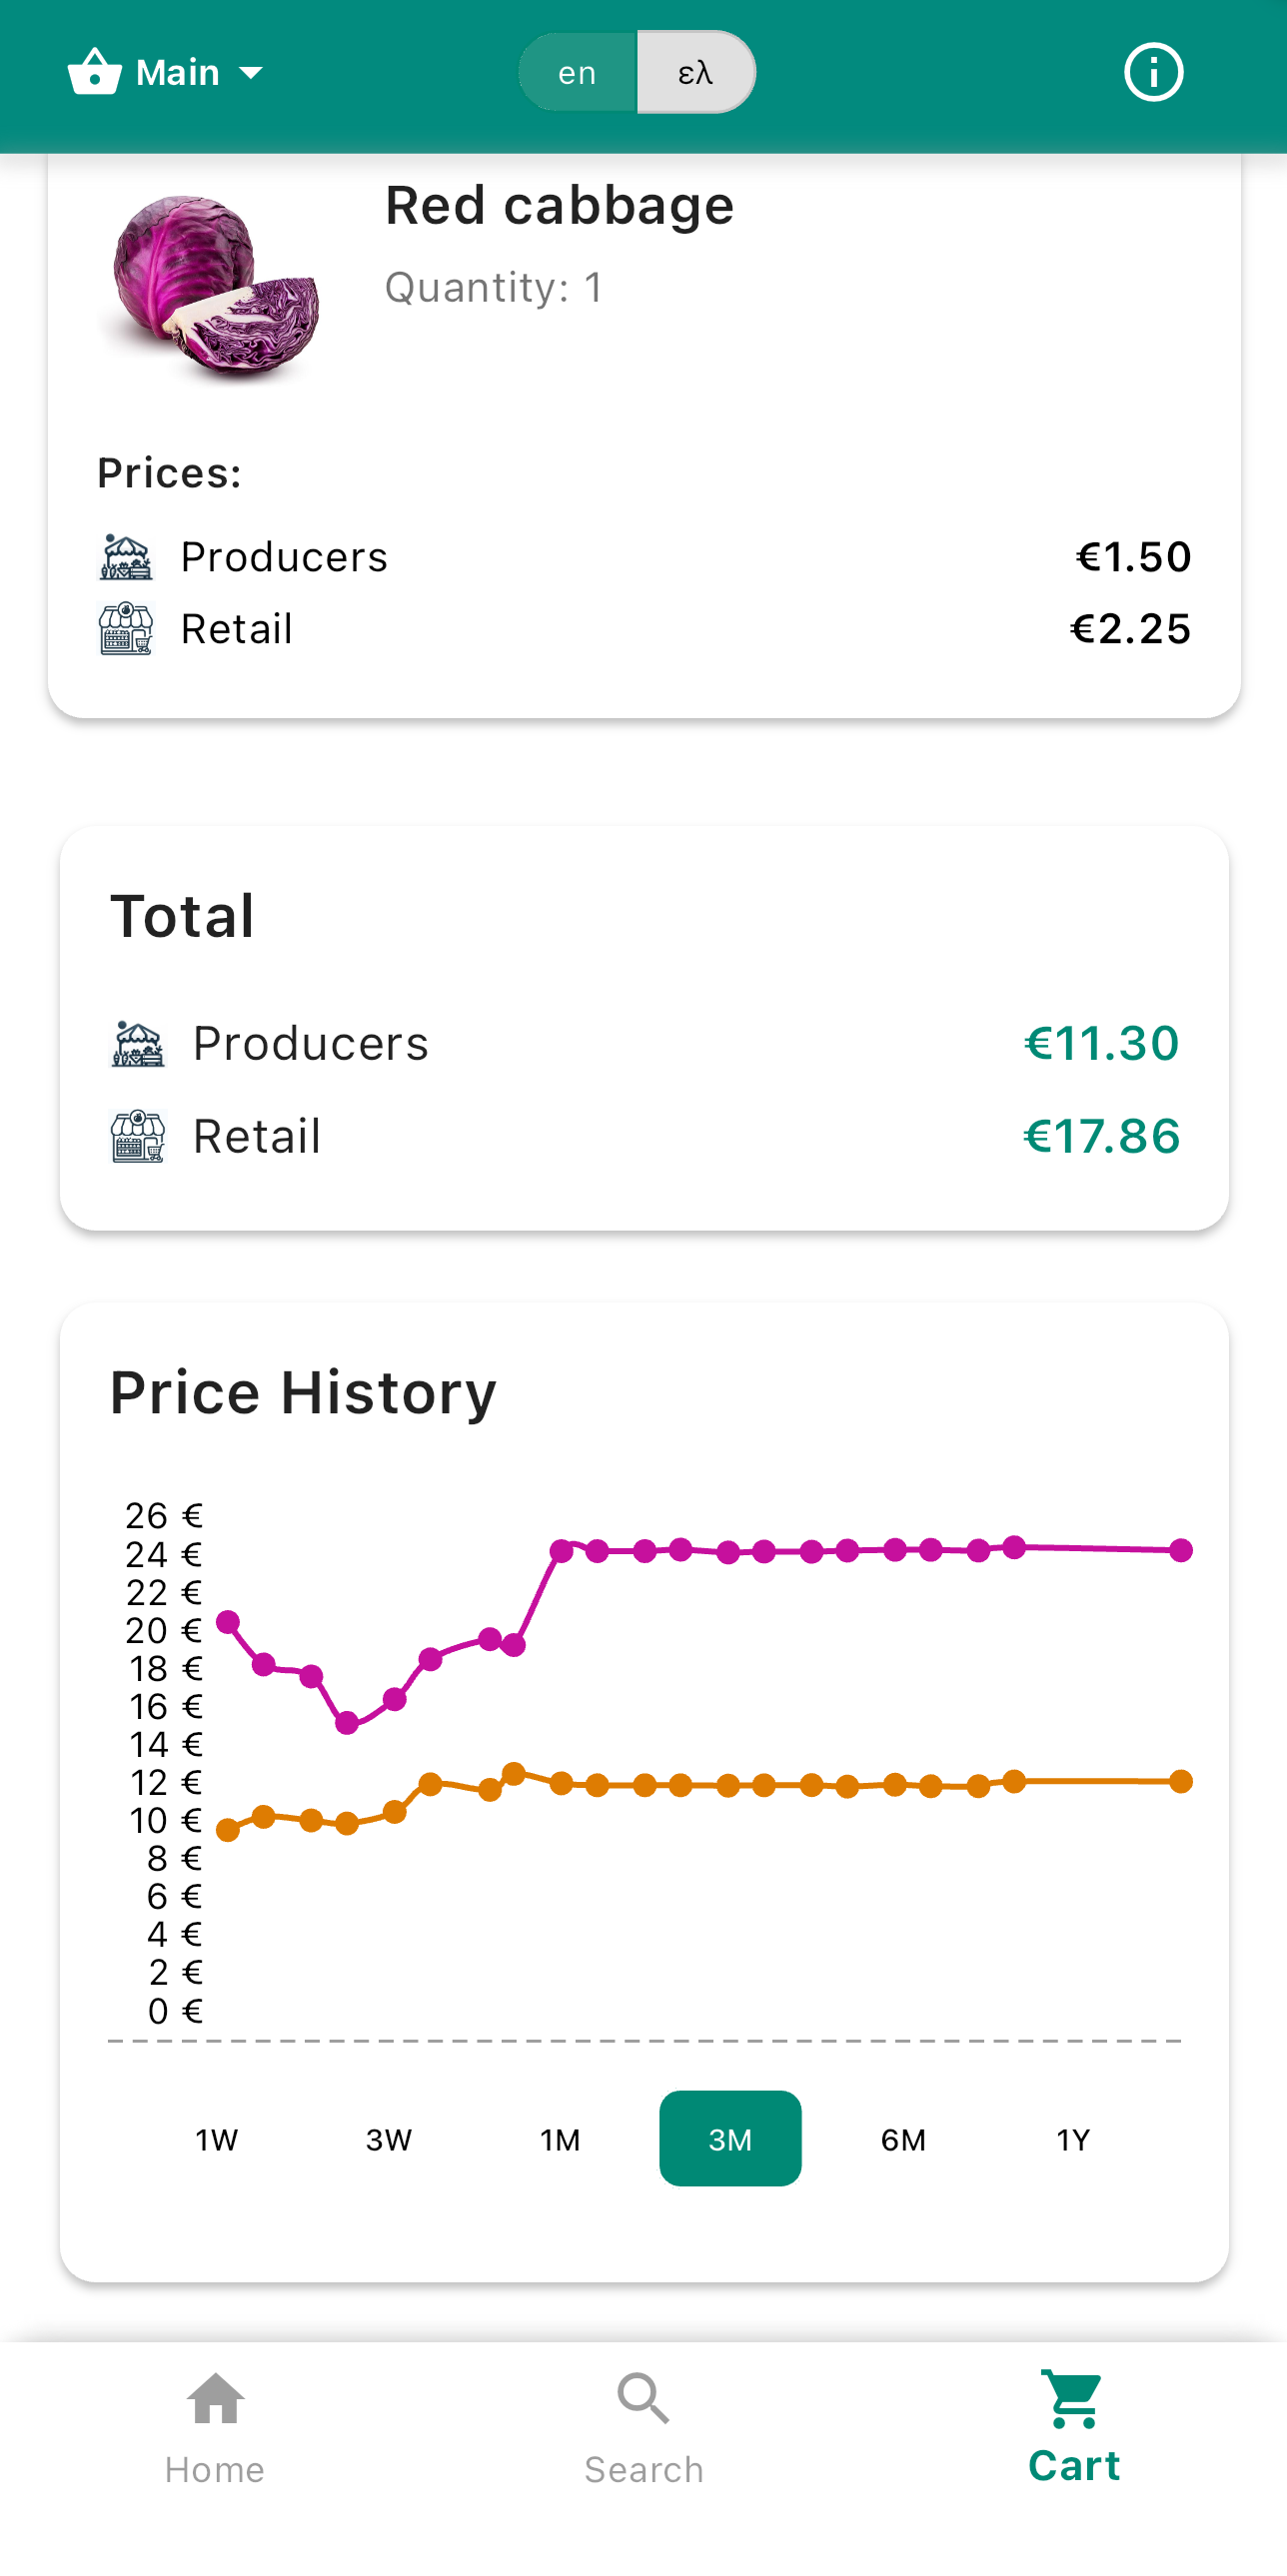 Main
en
ελ
Red cabbage
Quantity: 1
Prices:
Producers €1.50
Retail €2.25
Total
Producers €11.30
Retail €17.86
Price History
26 €
24 €
22 €
20 €
18 €
16 €
14 €
12 €
10 €
8 €
6 €
4 €
2 €
0 €
1W 3W 1M 3M 6M 1Y
Home Search Cart